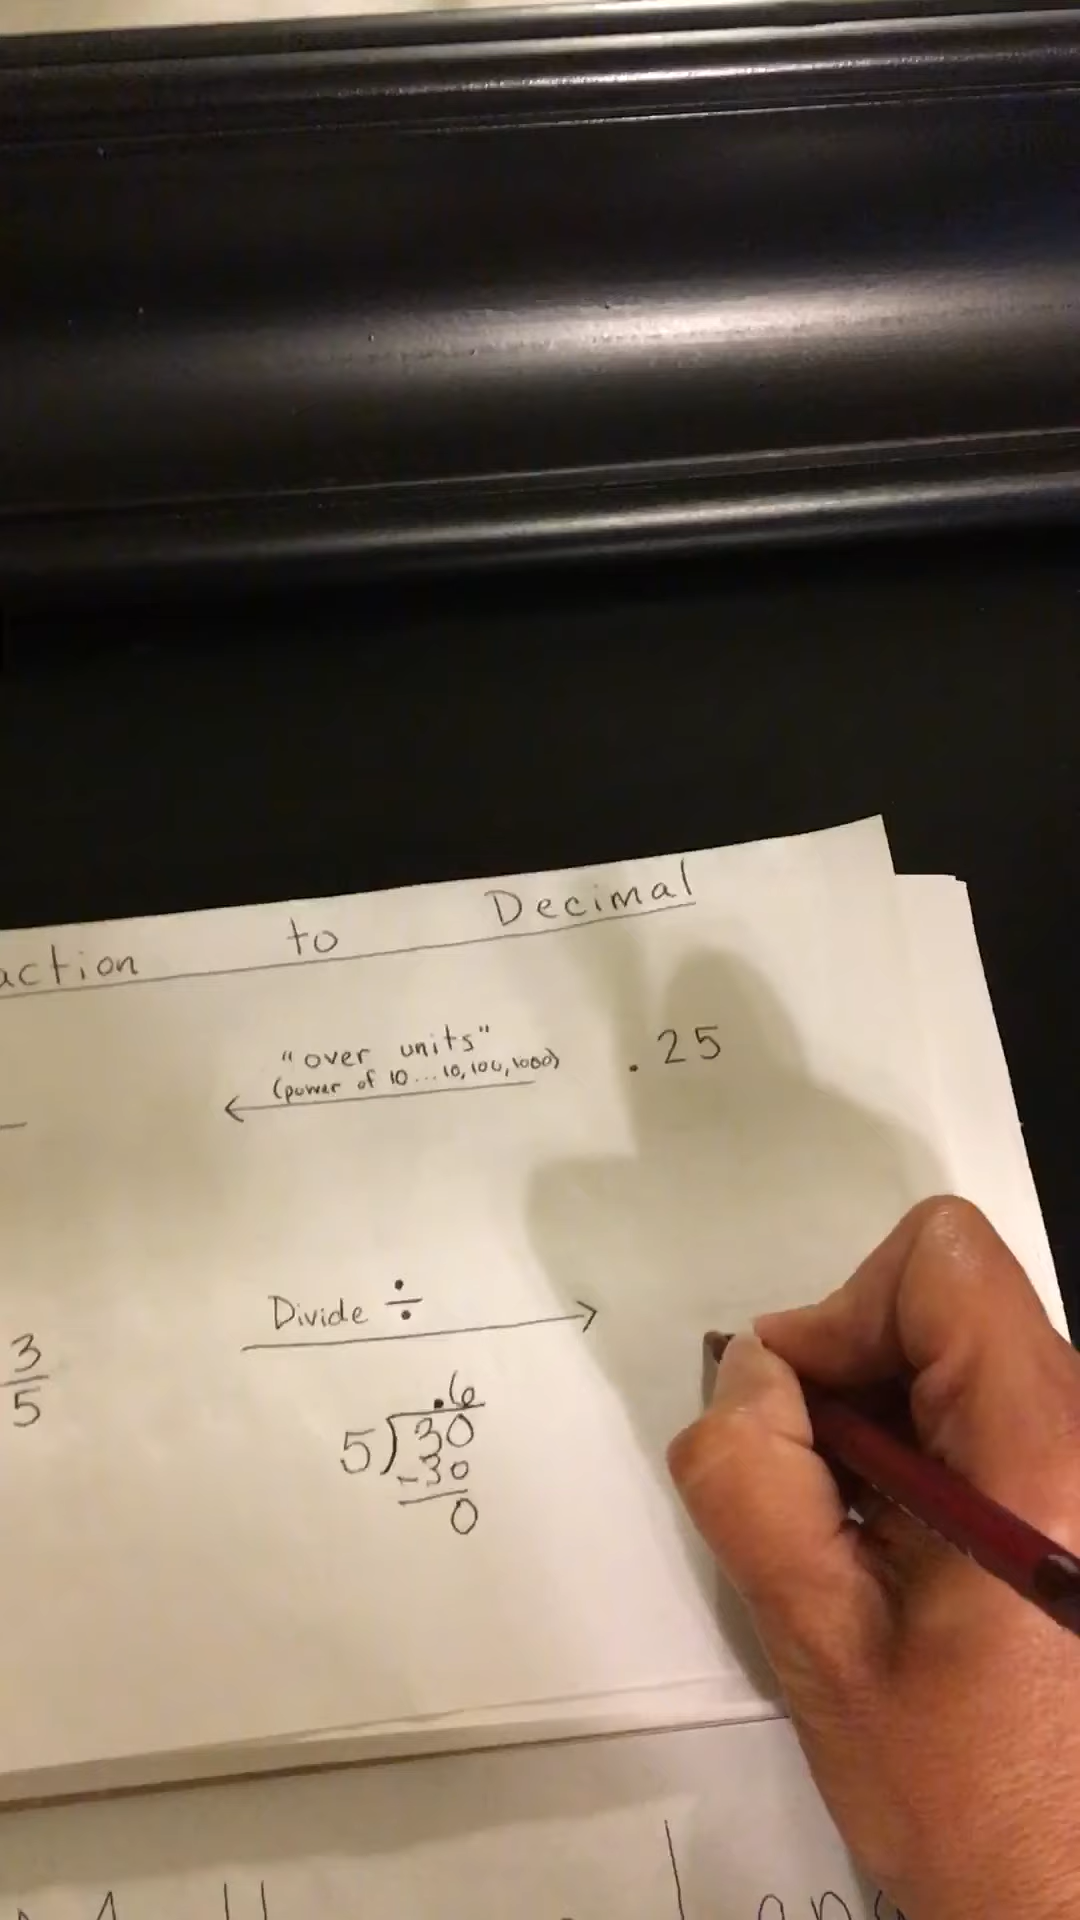 action to Decimal
"over units"
(power of 10...10,100,1000)
.25
Divide ÷
3
5
.6
5)30
-30
0